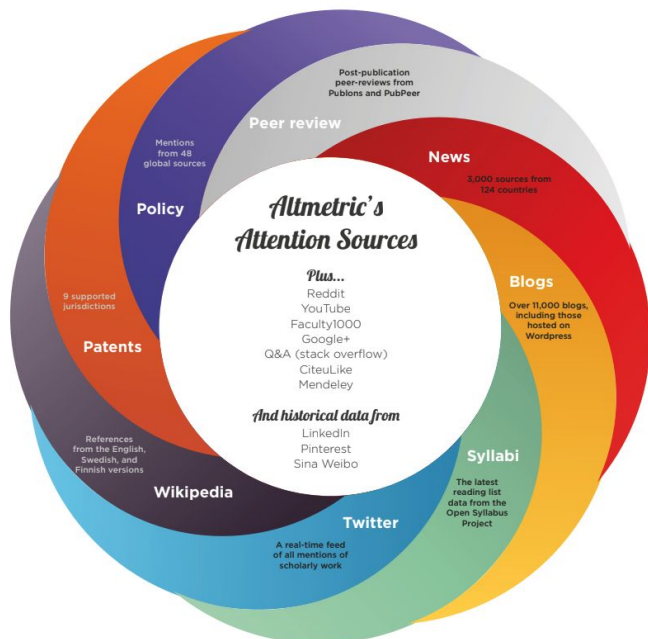 Post-publication
peer-reviews from
Publons and PubPeer
Peer review
News
3,000 sources from
124 countries
Mentions
from 48
global sources
Policy
Altmetric's
Attention Sources
Plus...
Reddit
YouTube
Faculty1000
Google+
Q&A (stack overflow)
CiteuLike
Mendeley
And historical data from
LinkedIn
Pinterest
Sina Weibo
Blogs
Over 11,000 blogs,
including those
hosted on
Wordpress
9 supported
jurisdictions
Patents
References
from the English,
Swedish, and
Finnish versions
Wikipedia
Syllabi
The latest
reading list
data from the
Open Syllabus
Project
Twitter
A real-time feed
of all mentions of
scholarly work